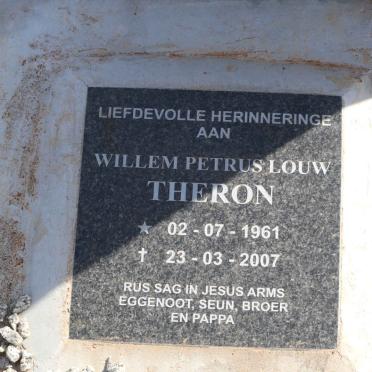 LIEFDEVOLLE HERINNERINGE
AAN
WILLEM PETRUS LOUW
THERON
★ 02 - 07 - 1961
† 23 - 03 - 2007
RUS SAG IN JESUS ARMS
EGGENOOT, SEUN, BROER
EN PAPPA